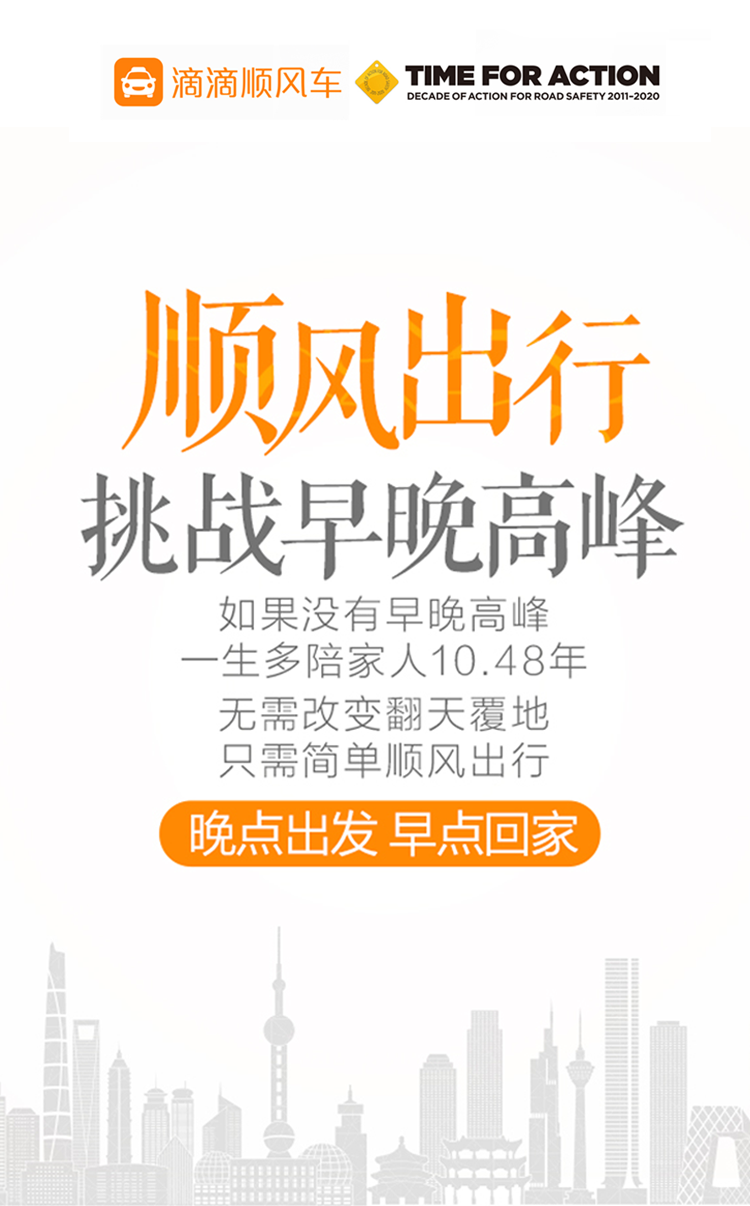 滴滴顺风车
TIME FOR ACTION
DECADE OF ACTION FOR ROAD SAFETY 2011-2020
顺风出行
挑战早晚高峰
如果没有早晚高峰
一生多陪家人10.48年
无需改变翻天覆地
只需简单顺风出行
晚点出发 早点回家